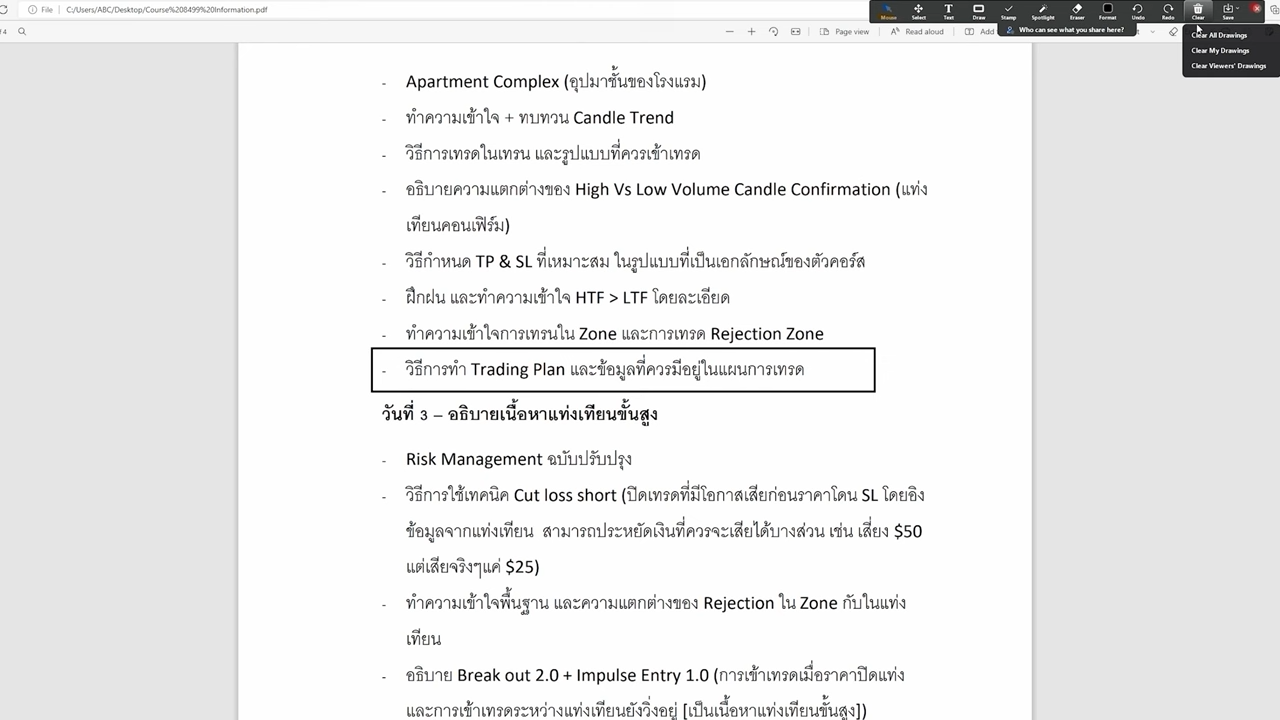 File C:/Users/ABC/Desktop/Course%208499%20Information.pdf
Mouse Select Text Draw Stamp Spotlight Eraser Format Undo Redo Clear Save
Who can see what you share here?
Page view Read aloud Add
Clear All Drawings
Clear My Drawings
Clear Viewers' Drawings
- Apartment Complex (อุปมาชั้นของโรงแรม)
- ทำความเข้าใจ + ทบทวน Candle Trend
- วิธีการเทรดในเทรน และรูปแบบที่ควรเข้าเทรด
- อธิบายความแตกต่างของ High Vs Low Volume Candle Confirmation (แท่ง
เทียนคอนเฟิร์ม)
- วิธีกำหนด TP & SL ที่เหมาะสม ในรูปแบบที่เป็นเอกลักษณ์ของตัวคอร์ส
- ฝึกฝน และทำความเข้าใจ HTF > LTF โดยละเอียด
- ทำความเข้าใจการเทรนใน Zone และการเทรด Rejection Zone
- วิธีการทำ Trading Plan และข้อมูลที่ควรมีอยู่ในแผนการเทรด
วันที่ 3 – อธิบายเนื้อหาแท่งเทียนขั้นสูง
- Risk Management ฉบับปรับปรุง
- วิธีการใช้เทคนิค Cut loss short (ปิดเทรดที่มีโอกาสเสียก่อนราคาโดน SL โดยอิง
ข้อมูลจากแท่งเทียน สามารถประหยัดเงินที่ควรจะเสียได้บางส่วน เช่น เสี่ยง $50
แต่เสียจริงๆแค่ $25)
- ทำความเข้าใจพื้นฐาน และความแตกต่างของ Rejection ใน Zone กับในแท่ง
เทียน
- อธิบาย Break out 2.0 + Impulse Entry 1.0 (การเข้าเทรดเมื่อราคาปิดแท่ง
และการเข้าเทรดระหว่างแท่งเทียนยังวิ่งอยู่ [เป็นเนื้อหาแท่งเทียนขั้นสูง])